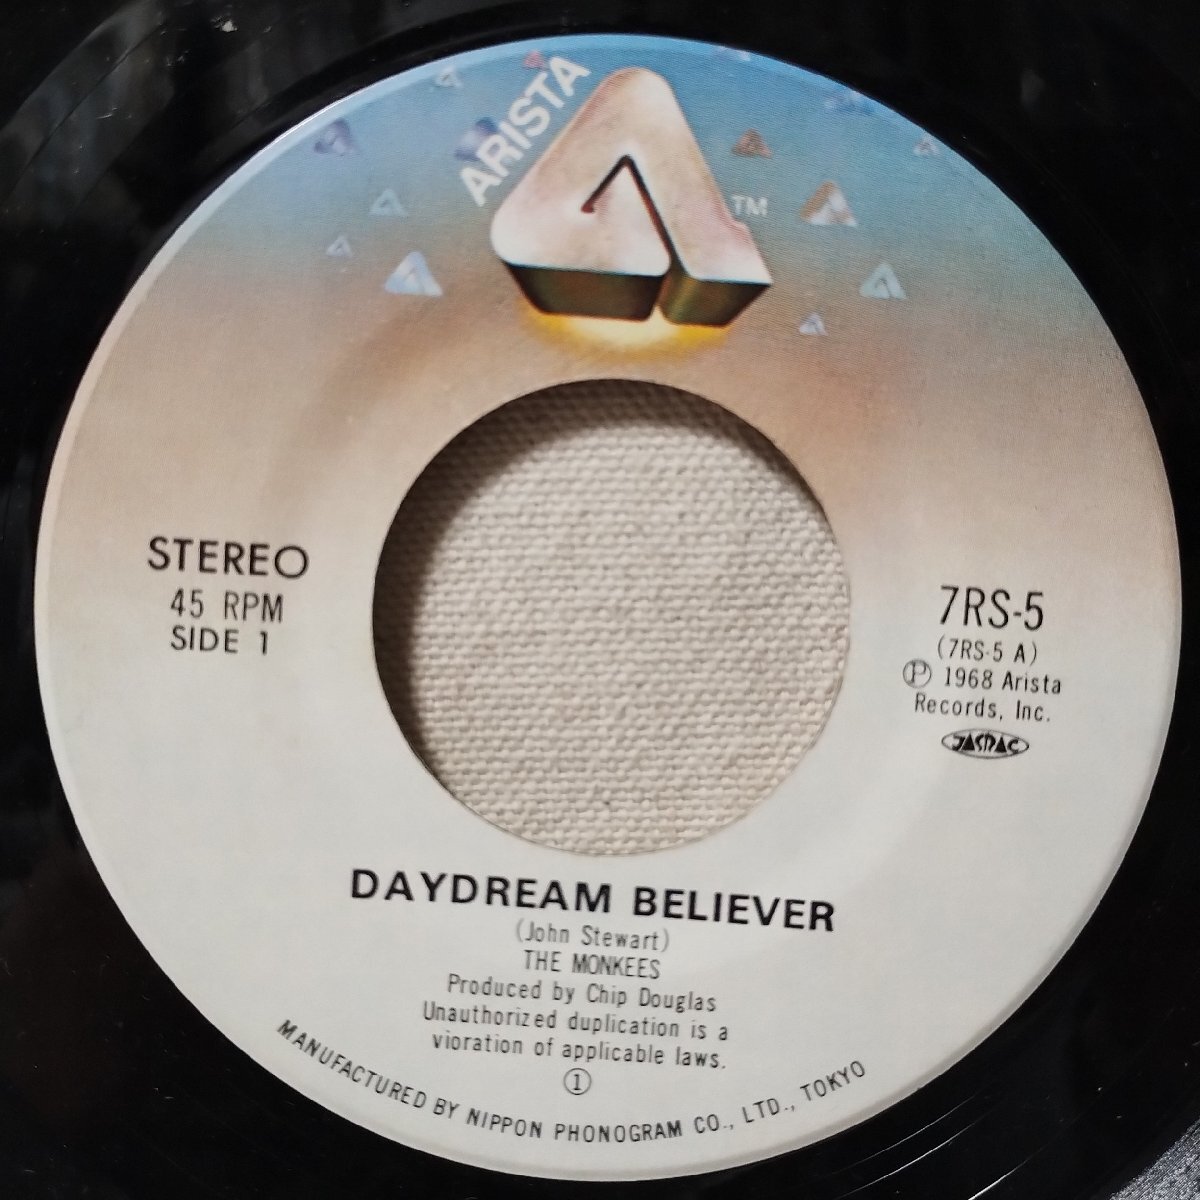 ARISTA
TM
STEREO
45 RPM
SIDE 1
7RS-5
(7RS-5 A)
Ⓟ 1968 Arista
Records, Inc.
JASRAC
DAYDREAM BELIEVER
(John Stewart)
THE MONKEES
Produced by Chip Douglas
Unauthorized duplication is a
vioration of applicable laws.
①
MANUFACTURED BY NIPPON PHONOGRAM CO., LTD., TOKYO